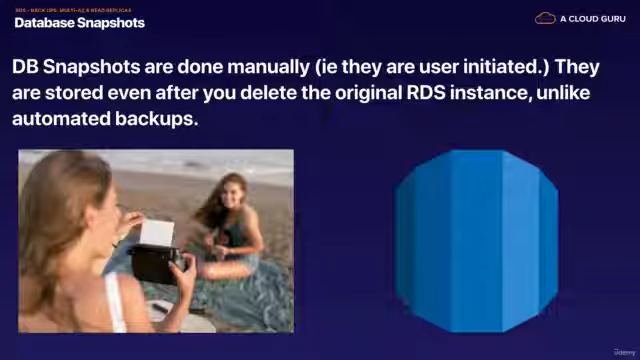 RDS - BACK UPS, MULTI-AZ & READ REPLICAS
Database Snapshots
A CLOUD GURU
DB Snapshots are done manually (ie they are user initiated.) They
are stored even after you delete the original RDS instance, unlike
automated backups.
udemy